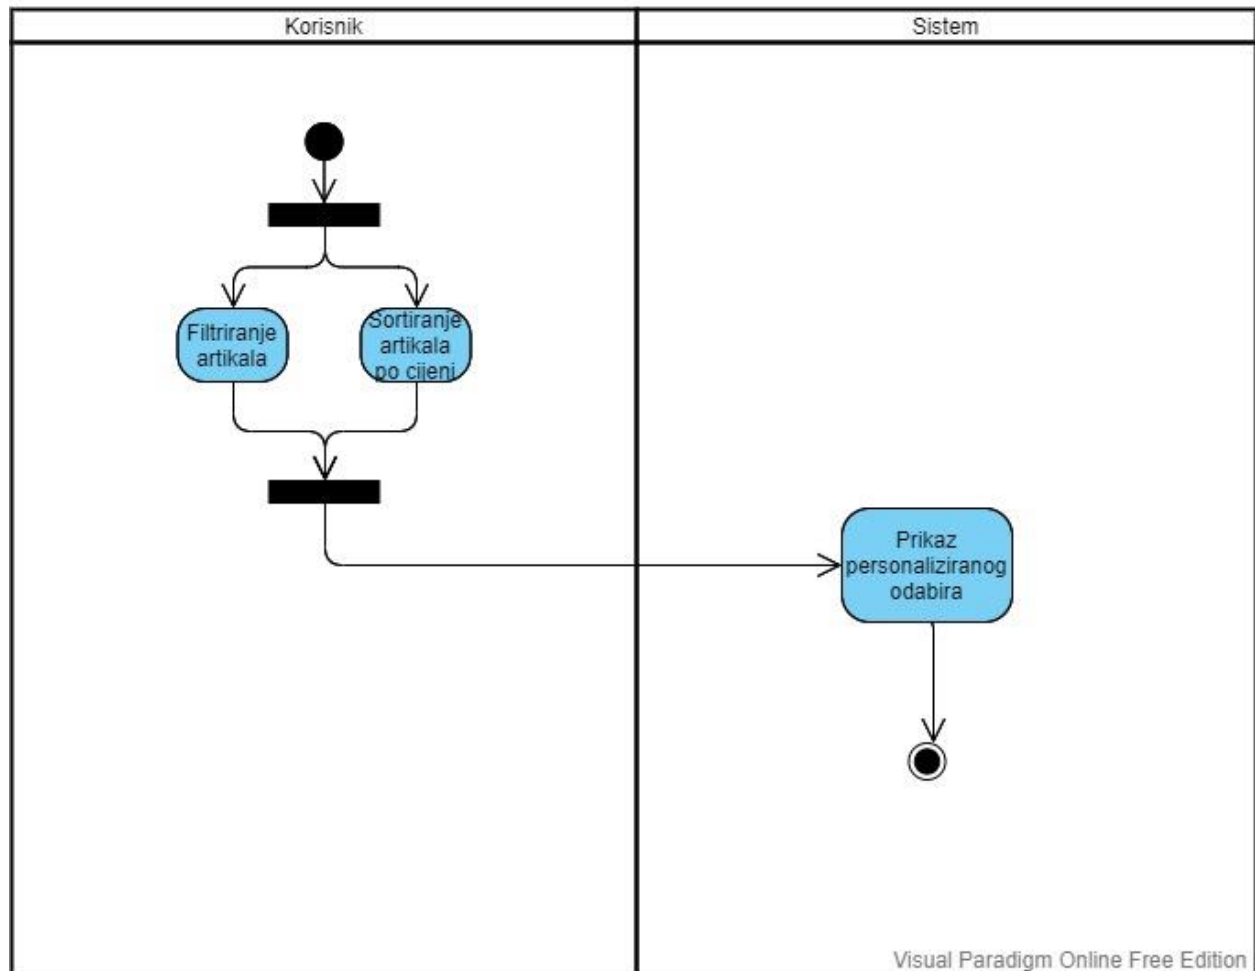 Korisnik
Sistem
Filtriranje
artikala
Sortiranje
artikala
po cijeni
Prikaz
personaliziranog
odabira
Visual Paradigm Online Free Edition